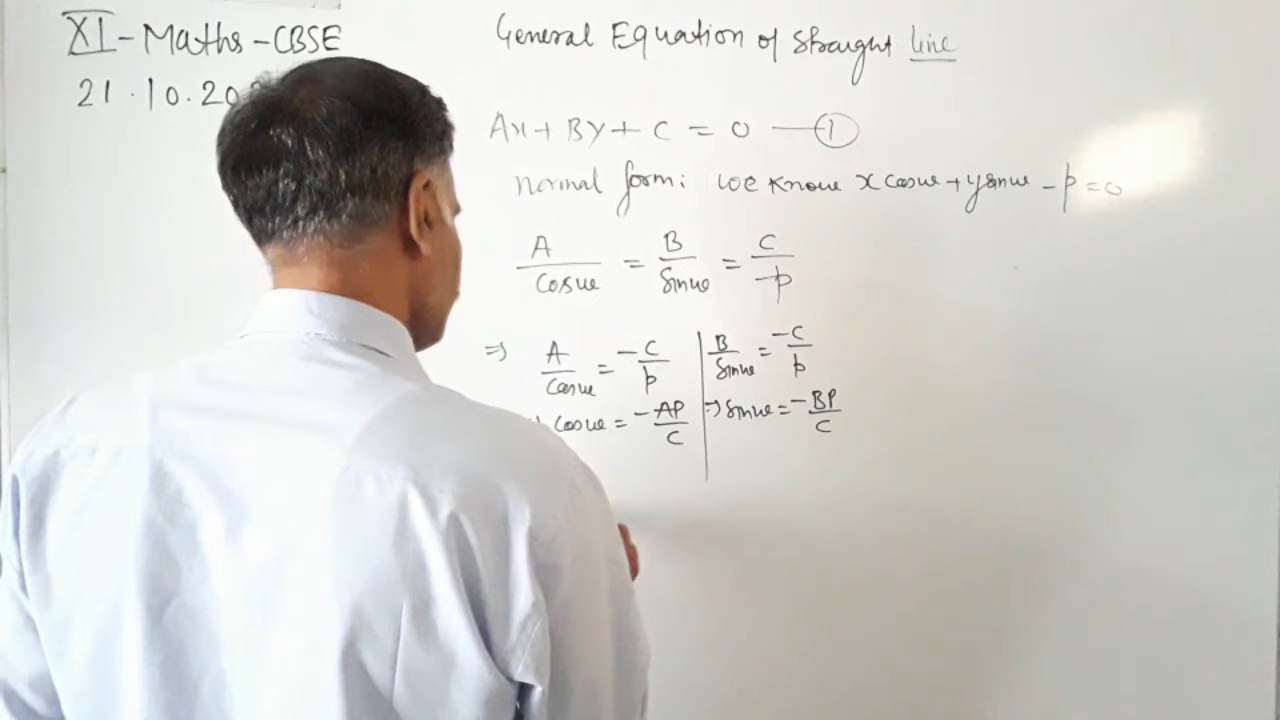 XI - Maths - CBSE
21.10.20
General Equation of Straight line
Ax + By + C = 0 — ①
normal form: we know x cosω + y sinω - p = 0
A/cosω = B/sinω = C/-p
⇒ A/cosω = -C/p | B/sinω = -C/p
cosω = -AP/C | ⇒ sinω = -BP/C